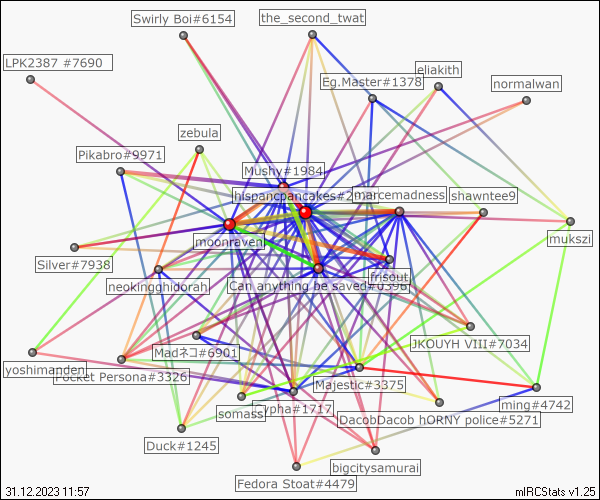 Swirly Boi#6154
the_second_twat
LPK2387 #7690
Eg.Master#1378
eliakith
normalwan
zebula
Pikabro#9971
Mushy#1984
hispancpancakes#2
marcemadness
shawntee9
mukszi
moonraven
Silver#7938
frisout
neokingghidorah
Can anything be saved#0398
JKOUYH VIII#7034
Madネコ#6901
yoshimanden
Pocket Persona#3326
Majestic#3375
somass
ypha#1717
DacobDacob hORNY police#5271
ming#4742
Duck#1245
bigcitysamurai
Fedora Stoat#4479
31.12.2023 11:57
mIRCStats v1.25